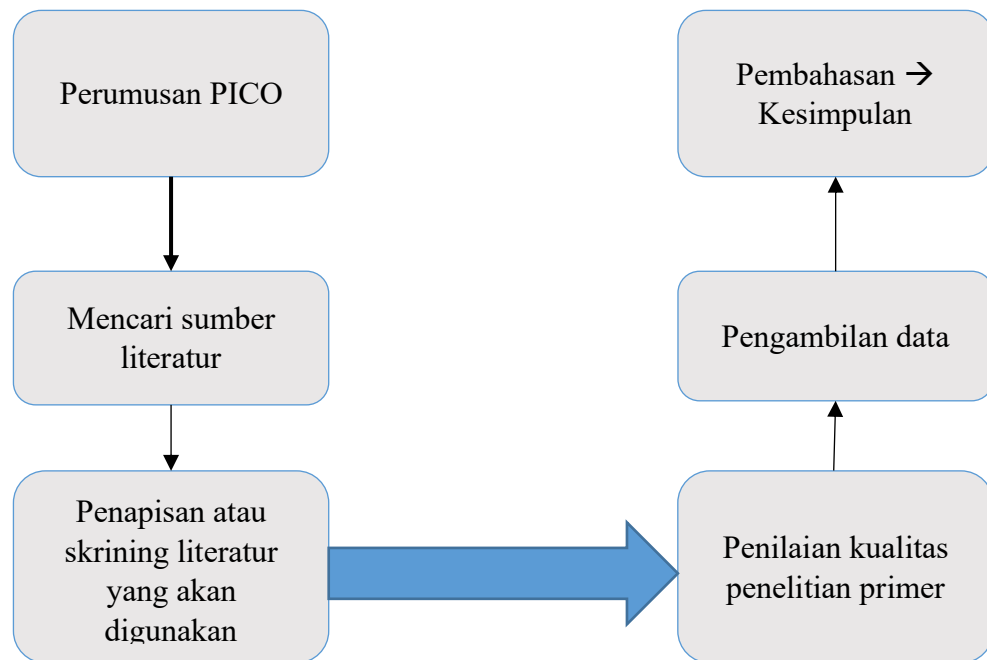 Perumusan PICO
Mencari sumber
literatur
Penapisan atau
skrining literatur
yang akan
digunakan
Penilaian kualitas
penelitian primer
Pengambilan data
Pembahasan →
Kesimpulan